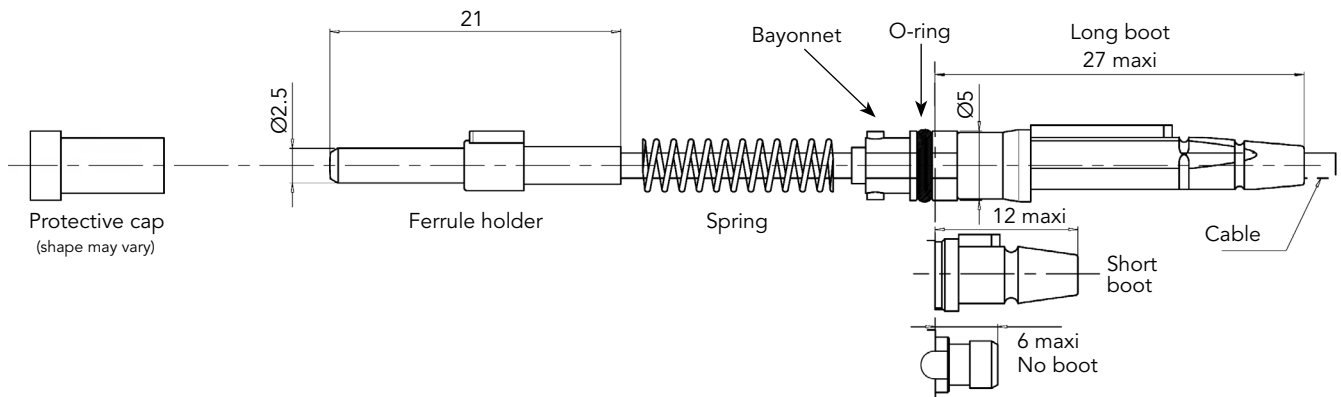 21
Bayonnet
O-ring
Long boot
27 maxi
Ø2.5
Ø5
Protective cap
(shape may vary)
Ferrule holder
Spring
12 maxi
Cable
Short
boot
6 maxi
No boot